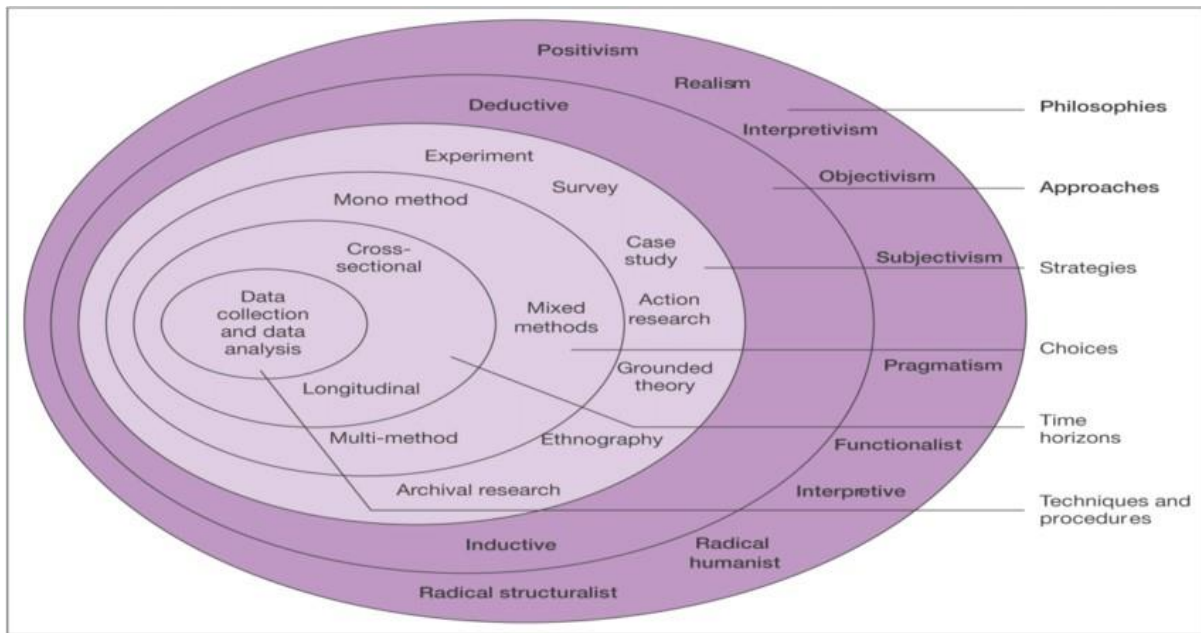 Positivism
Realism
Philosophies
Deductive
Interpretivism
Experiment
Objectivism
Approaches
Survey
Mono method
Case
study
Subjectivism
Strategies
Cross-
sectional
Data
collection
and data
analysis
Mixed
methods
Action
research
Choices
Grounded
theory
Pragmatism
Longitudinal
Time
horizons
Multi-method
Ethnography
Functionalist
Archival research
Interpretive
Techniques and
procedures
Inductive
Radical
humanist
Radical structuralist